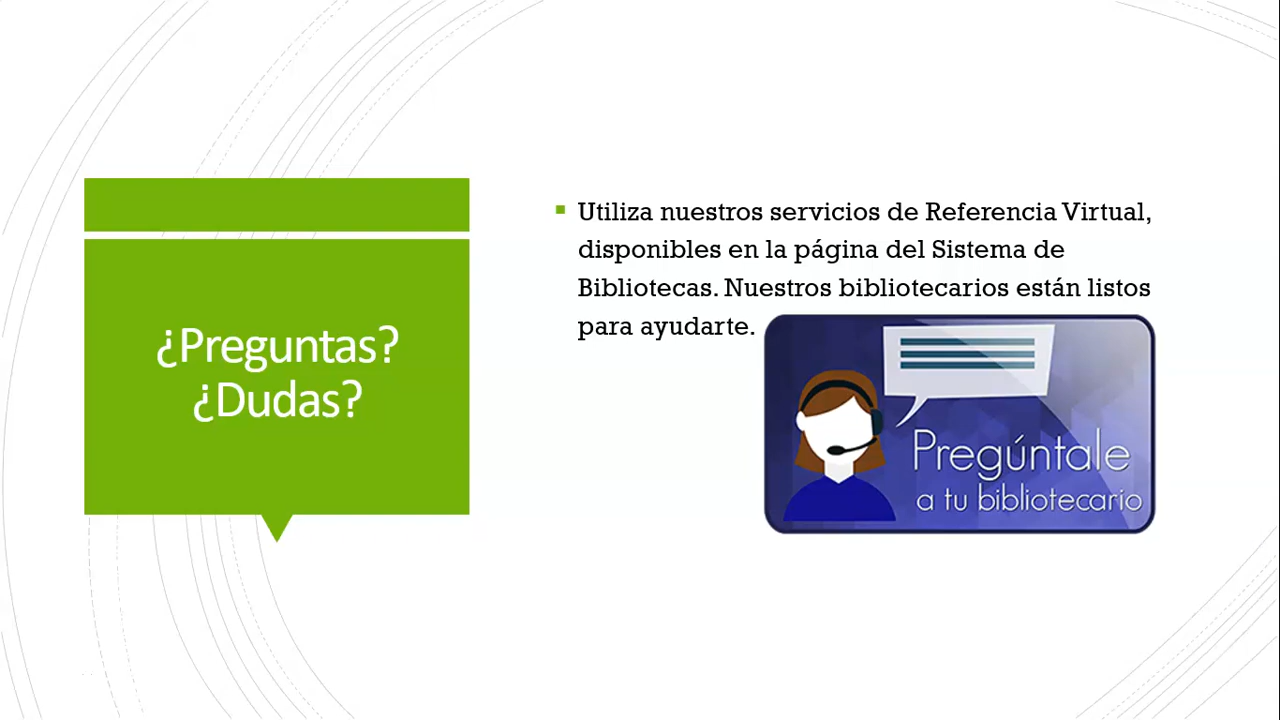 ¿Preguntas?
¿Dudas?
Utiliza nuestros servicios de Referencia Virtual,
disponibles en la página del Sistema de
Bibliotecas. Nuestros bibliotecarios están listos
para ayudarte.
Pregúntale
a tu bibliotecario